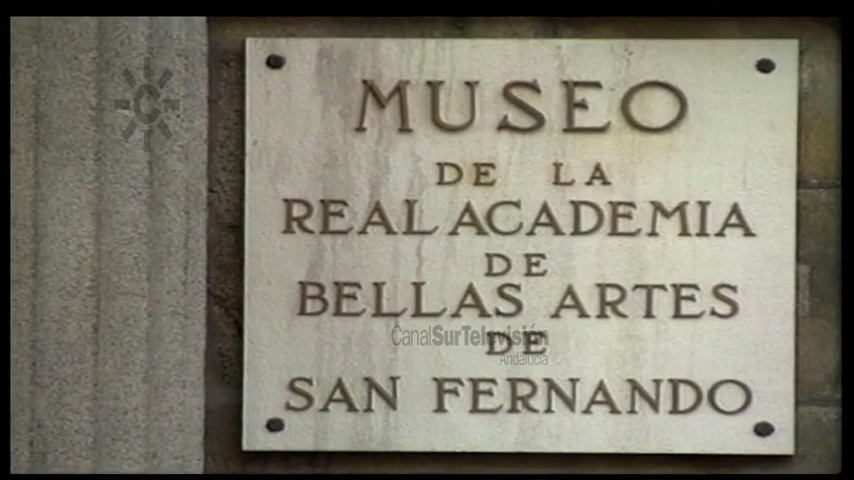 MUSEO
DE LA
REAL ACADEMIA
DE
BELLAS ARTES
CanalSurTelevisión
DE
Andalucía
SAN FERNANDO
C